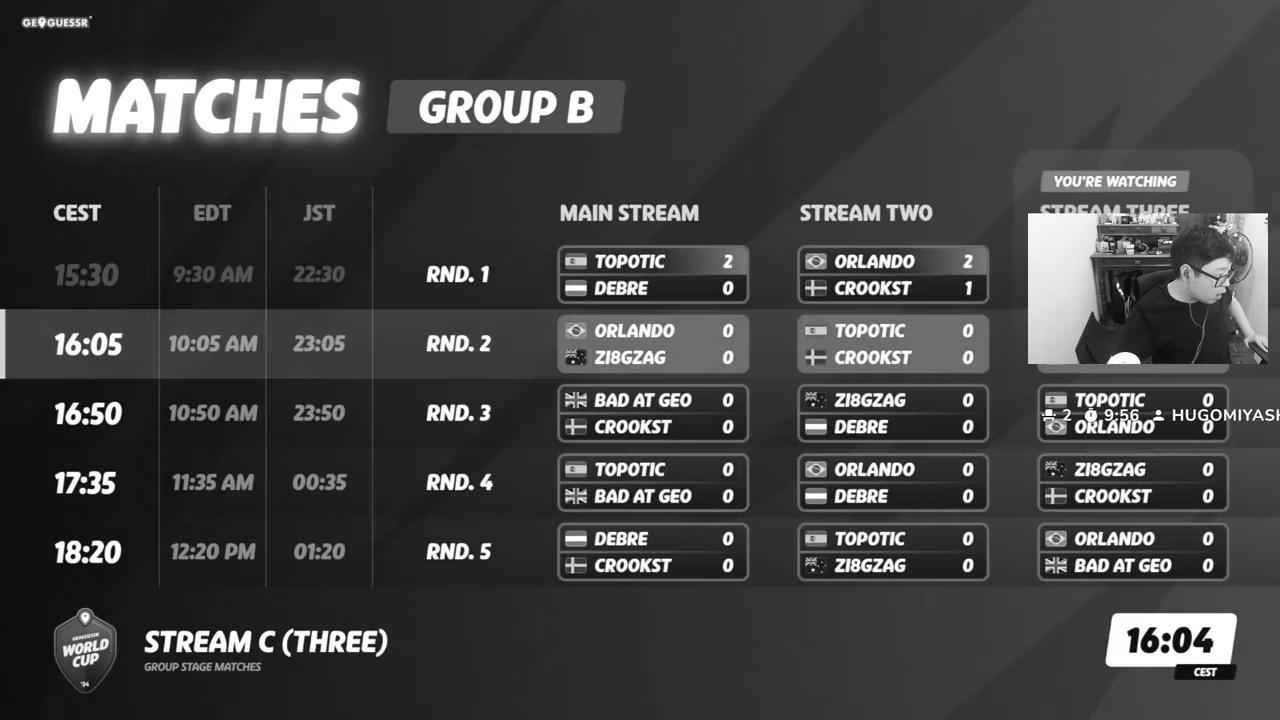 GEOGUESSR
MATCHES GROUP B
YOU'RE WATCHING
CEST EDT JST MAIN STREAM STREAM TWO STREAM THREE
15:30 9:30 AM 22:30 RND. 1 TOPOTIC 2 ORLANDO 2
DEBRE 0 CROOKST 1
16:05 10:05 AM 23:05 RND. 2 ORLANDO 0 TOPOTIC 0
ZI8GZAG 0 CROOKST 0
16:50 10:50 AM 23:50 RND. 3 BAD AT GEO 0 ZI8GZAG 0 TOPOTIC 0
2 9:56 HUGOMIYASH
CROOKST 0 DEBRE 0 ORLANDO 0
17:35 11:35 AM 00:35 RND. 4 TOPOTIC 0 ORLANDO 0 ZI8GZAG 0
BAD AT GEO 0 DEBRE 0 CROOKST 0
18:20 12:20 PM 01:20 RND. 5 DEBRE 0 TOPOTIC 0 ORLANDO 0
CROOKST 0 ZI8GZAG 0 BAD AT GEO 0
GEOGUESSR
WORLD
CUP
'24
STREAM C (THREE)
GROUP STAGE MATCHES
16:04
CEST